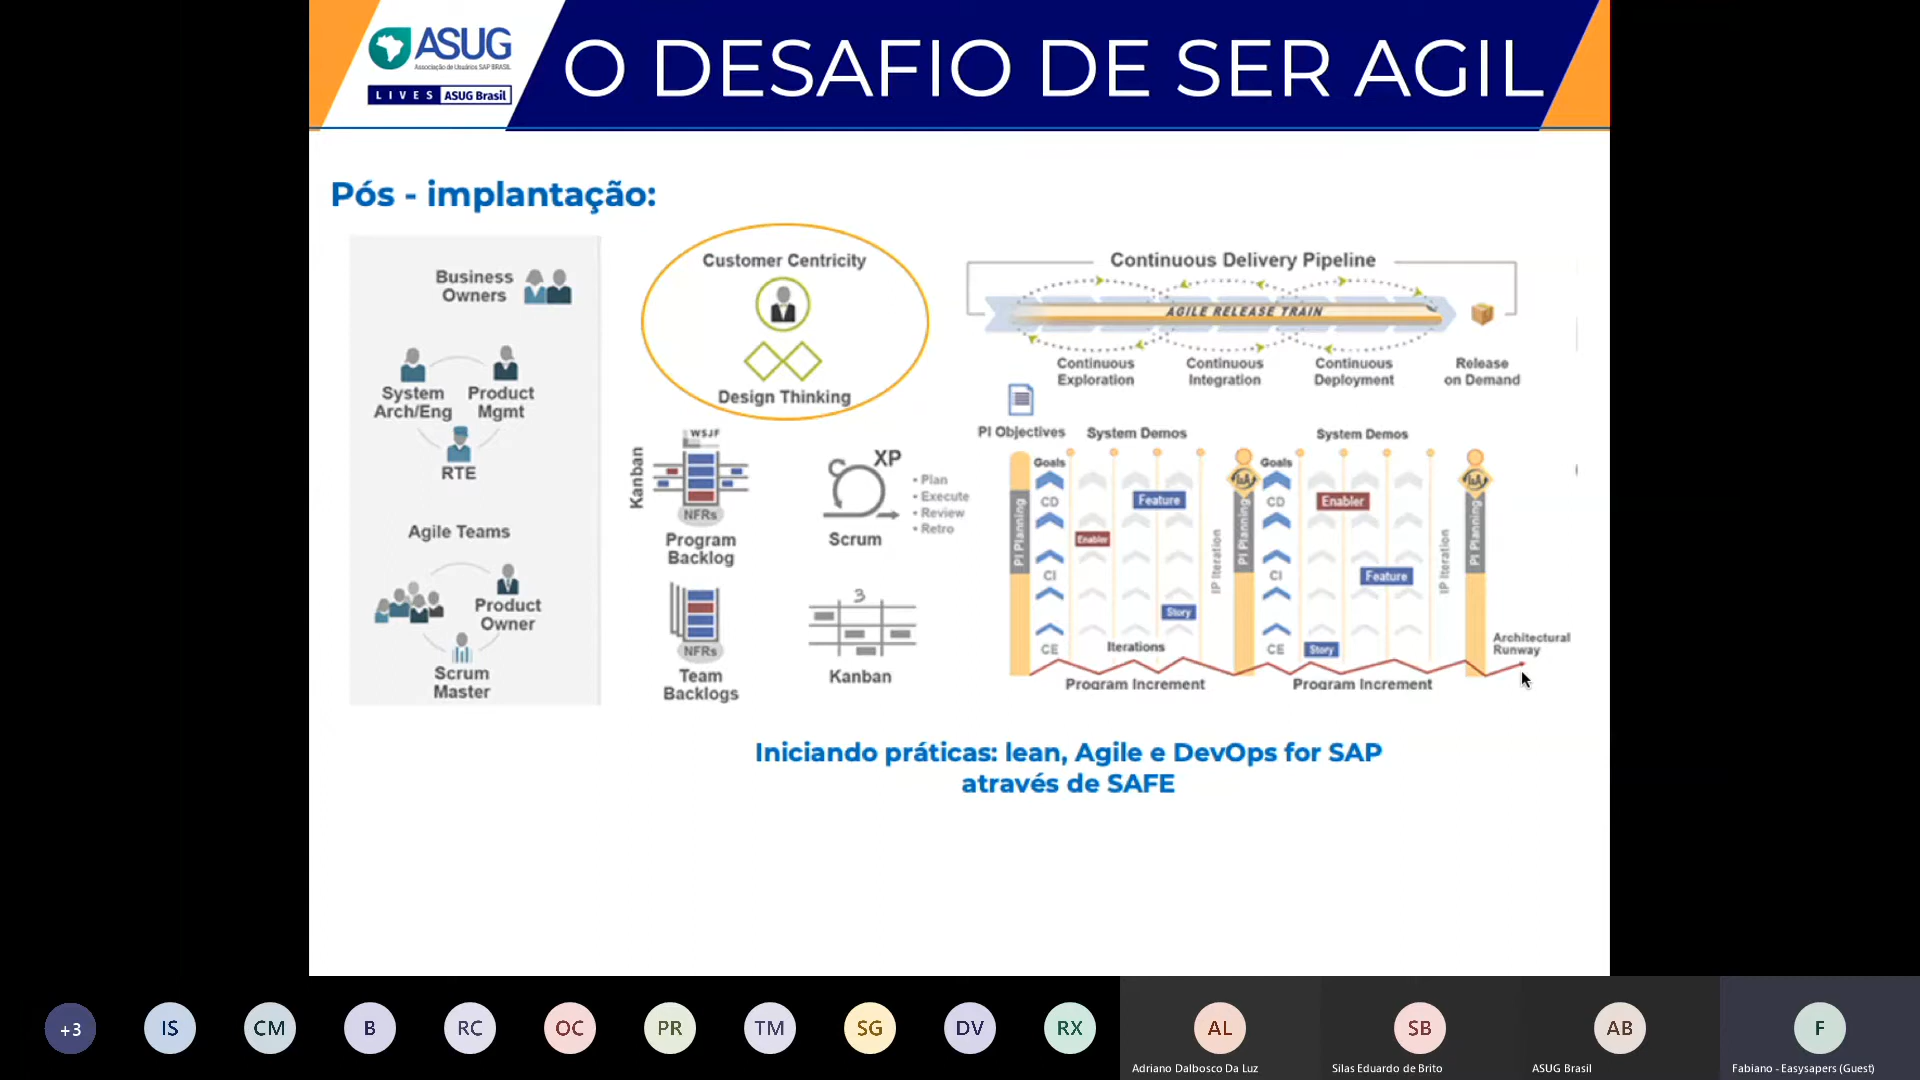 ASUG
Associação de Usuários SAP BRASIL
LIVES ASUG Brasil
O DESAFIO DE SER AGIL
Pós - implantação:
Business
Owners
System
Arch/Eng
Product
Mgmt
RTE
Agile Teams
Product
Owner
Scrum
Master
Customer Centricity
Design Thinking
Kanban
WSJF
NFRs
Program
Backlog
XP
• Plan
• Execute
• Review
• Retro
Scrum
NFRs
Team
Backlogs
3
Kanban
Continuous Delivery Pipeline
AGILE RELEASE TRAIN
Continuous
Exploration
Continuous
Integration
Continuous
Deployment
Release
on Demand
PI Objectives
System Demos
System Demos
PI Planning
Goals
CD
CI
CE
Enabler
Feature
Story
Iterations
IP Iteration
I&A
PI Planning
Goals
CD
CI
CE
Enabler
Feature
Story
IP Iteration
I&A
PI Planning
Architectural
Runway
Program Increment
Program Increment
Iniciando práticas: lean, Agile e DevOps for SAP
através de SAFE
+3
IS
CM
B
RC
OC
PR
TM
SG
DV
RX
AL
SB
AB
F
Adriano Dalbosco Da Luz
Silas Eduardo de Brito
ASUG Brasil
Fabiano - Easysapers (Guest)